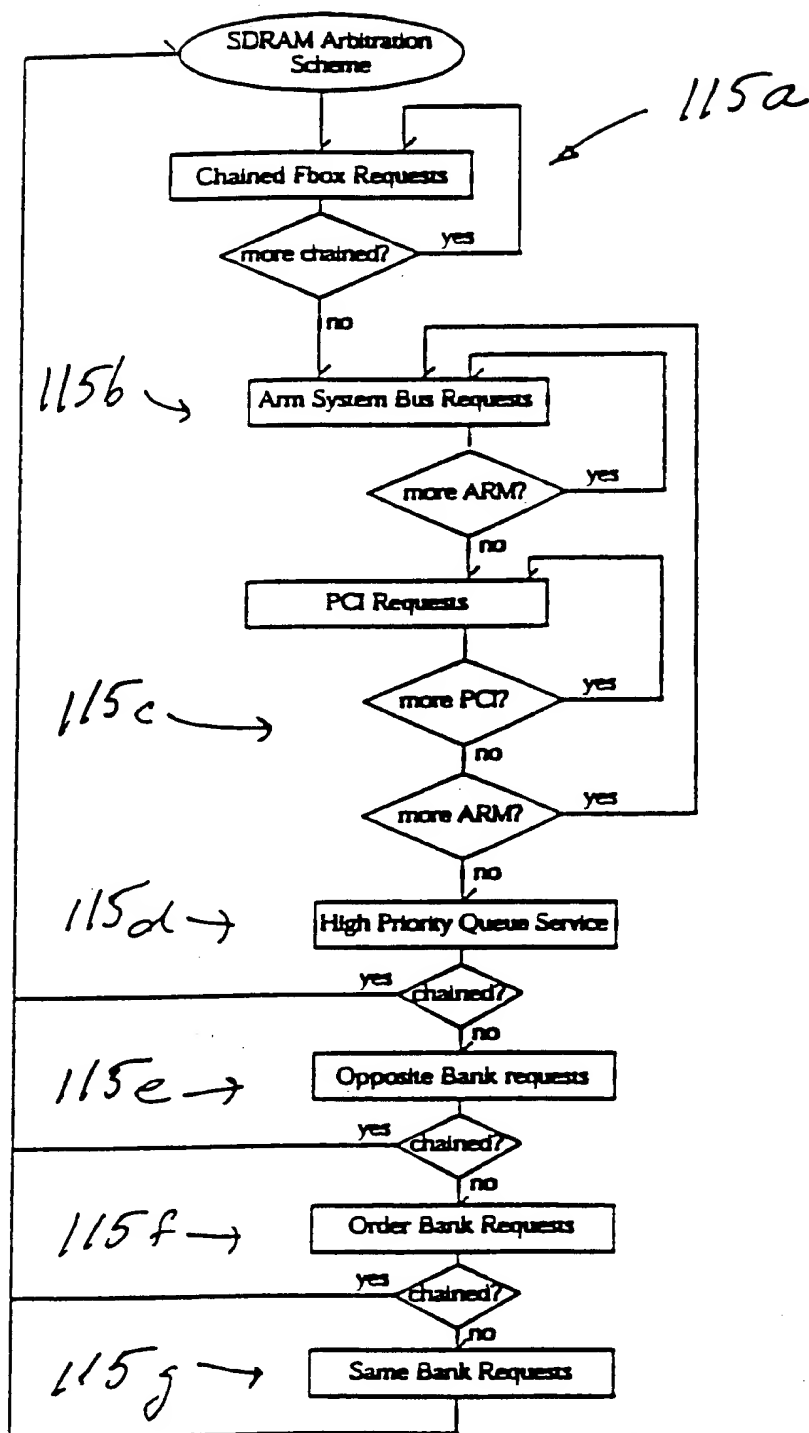 SDRAM Arbitration
Scheme
115a
Chained Fbox Requests
more chained?
yes
no
115b
Arm System Bus Requests
more ARM?
yes
no
PCI Requests
115c
more PCI?
yes
no
more ARM?
yes
no
115d
High Priority Queue Service
yes
chained?
no
115e
Opposite Bank requests
yes
chained?
no
115f
Order Bank Requests
yes
chained?
no
115g
Same Bank Requests